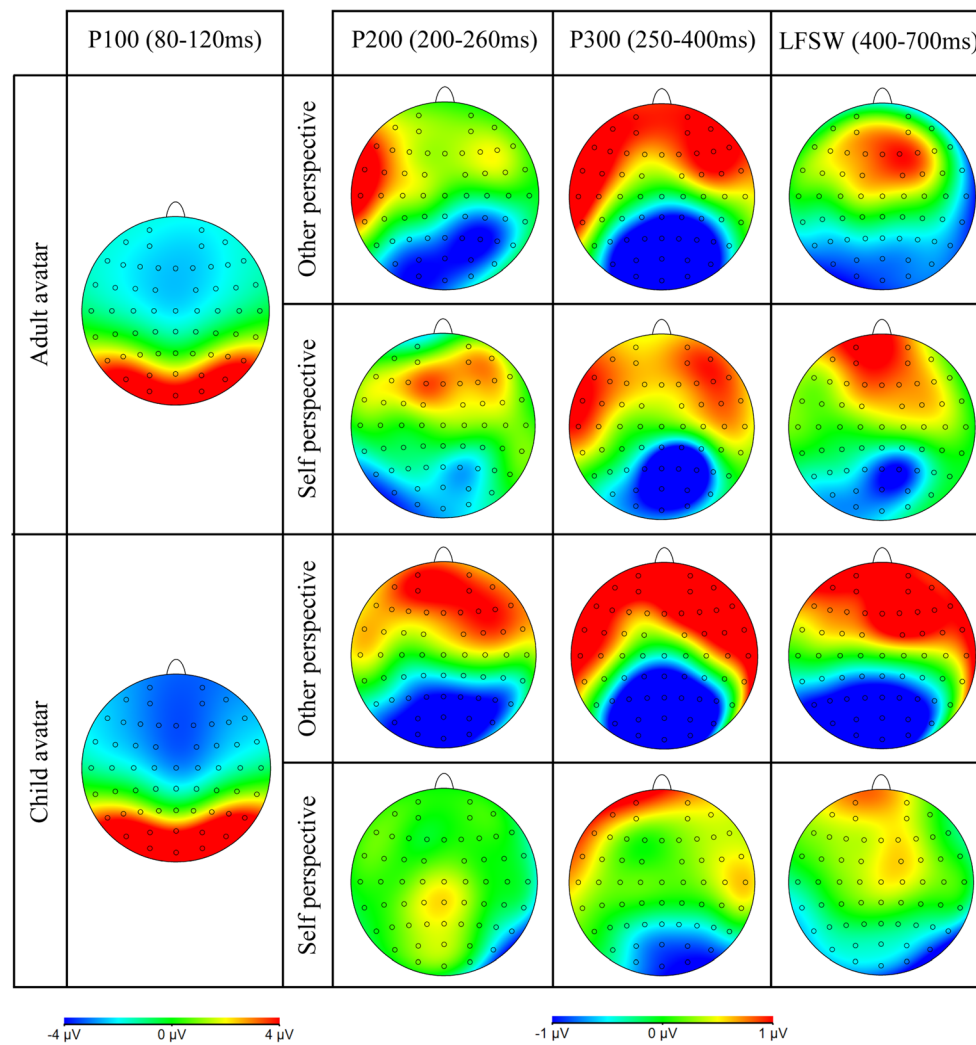 P100 (80-120ms)
P200 (200-260ms)
P300 (250-400ms)
LFSW (400-700ms)
Adult avatar
Other perspective
Self perspective
Child avatar
Other perspective
Self perspective
-4 µV
0 µV
4 µV
-1 µV
0 µV
1 µV